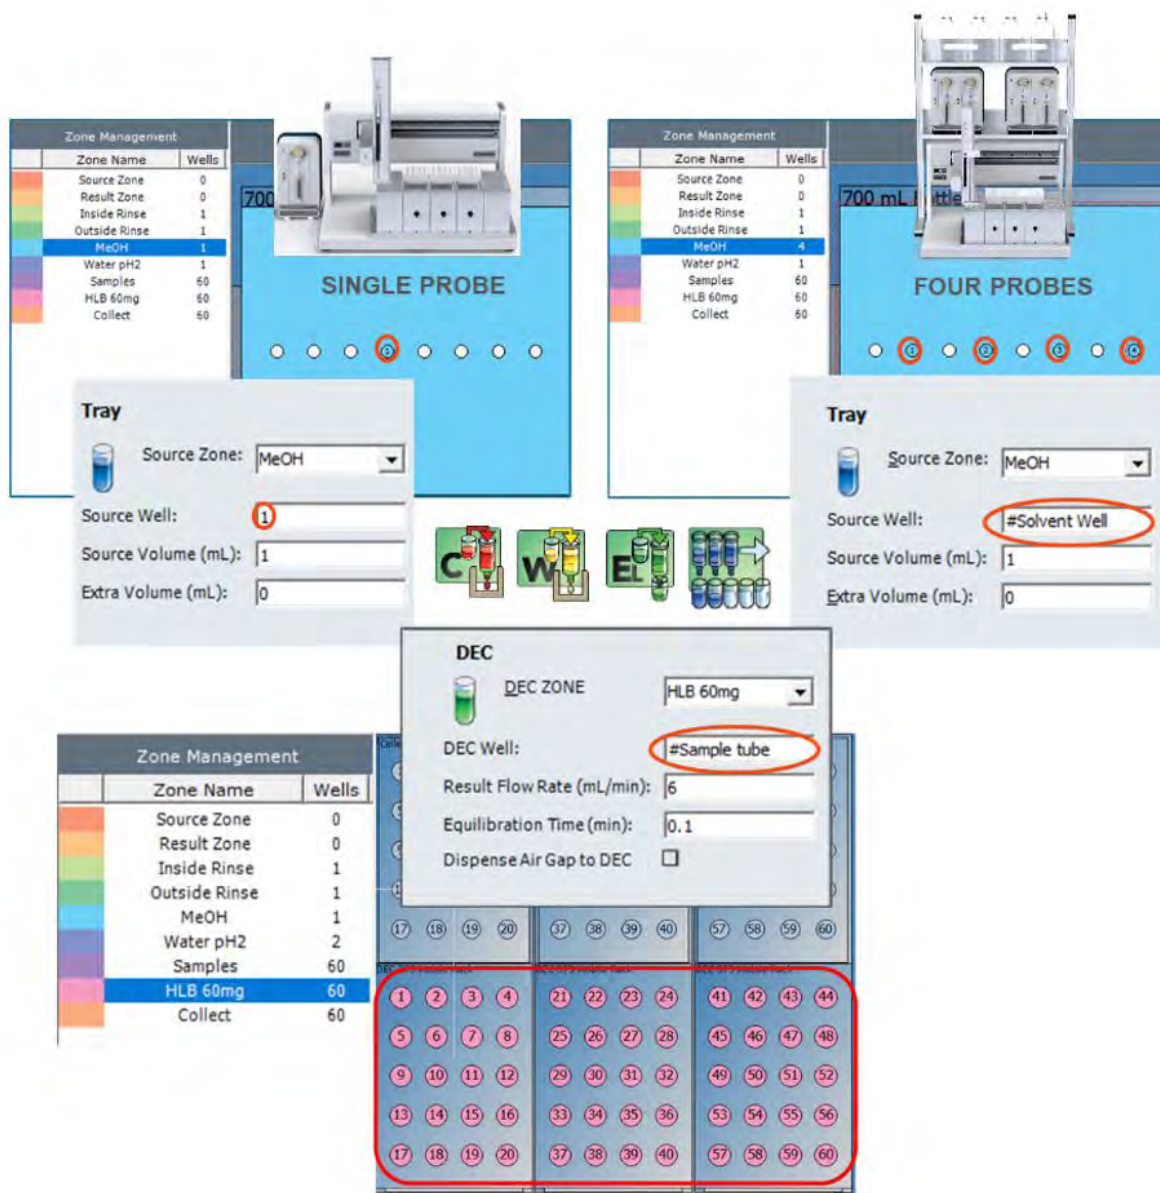 Zone Management
Zone Name Wells
Source Zone 0
Result Zone 0
Inside Rinse 1
Outside Rinse 1
MeOH 1
Water pH2 1
Samples 60
HLB 60mg 60
Collect 60
700
SINGLE PROBE
1
Tray
Source Zone: MeOH
Source Well: 1
Source Volume (mL): 1
Extra Volume (mL): 0
Zone Management
Zone Name Wells
Source Zone 0
Result Zone 0
Inside Rinse 1
Outside Rinse 1
MeOH 4
Water pH2 1
Samples 60
HLB 60mg 60
Collect 60
700 mL Bottle
FOUR PROBES
1 2 3 4
Tray
Source Zone: MeOH
Source Well: #Solvent Well
Source Volume (mL): 1
Extra Volume (mL): 0
C W EL
DEC
DEC ZONE HLB 60mg
DEC Well: #Sample tube
Result Flow Rate (mL/min): 6
Equilibration Time (min): 0.1
Dispense Air Gap to DEC
Zone Management
Zone Name Wells
Source Zone 0
Result Zone 0
Inside Rinse 1
Outside Rinse 1
MeOH 1
Water pH2 2
Samples 60
HLB 60mg 60
Collect 60
17 18 19 20 37 38 39 40 57 58 59 60
1 2 3 4 21 22 23 24 41 42 43 44
5 6 7 8 25 26 27 28 45 46 47 48
9 10 11 12 29 30 31 32 49 50 51 52
13 14 15 16 33 34 35 36 53 54 55 56
17 18 19 20 37 38 39 40 57 58 59 60